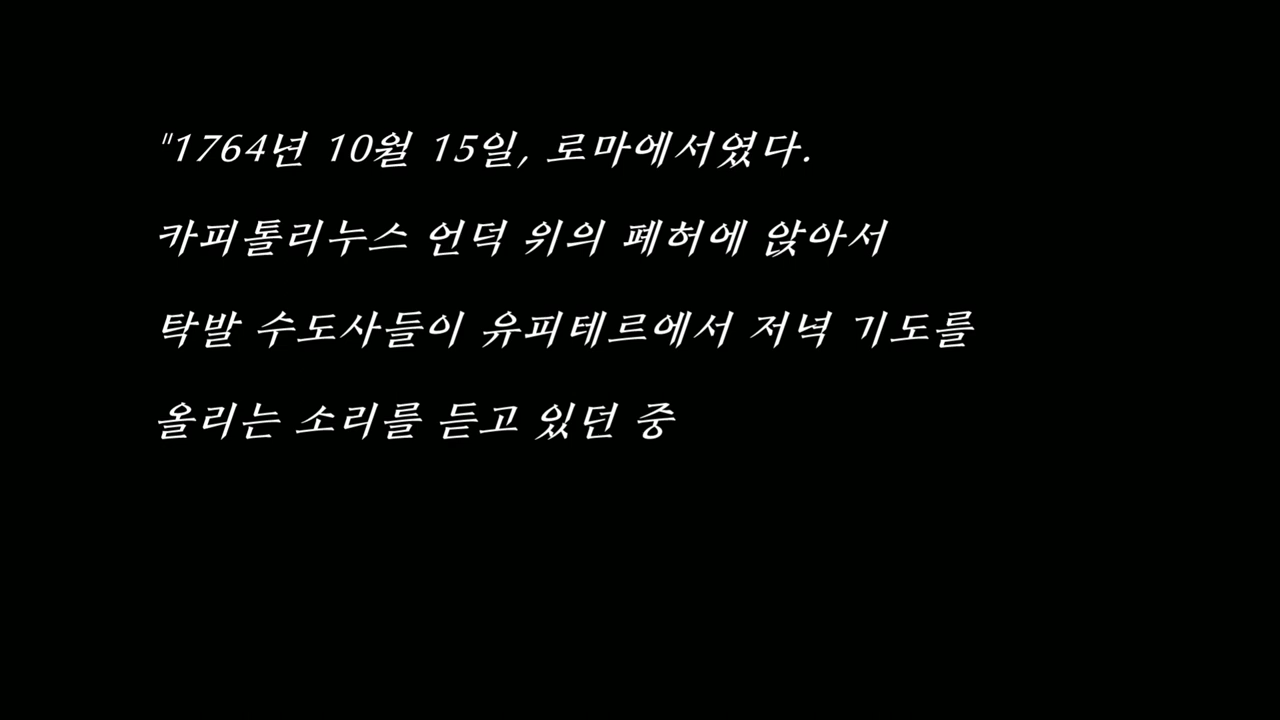 "1764년 10월 15일, 로마에서였다.
카피톨리누스 언덕 위의 폐허에 앉아서
탁발 수도사들이 유피테르에서 저녁 기도를
올리는 소리를 듣고 있던 중